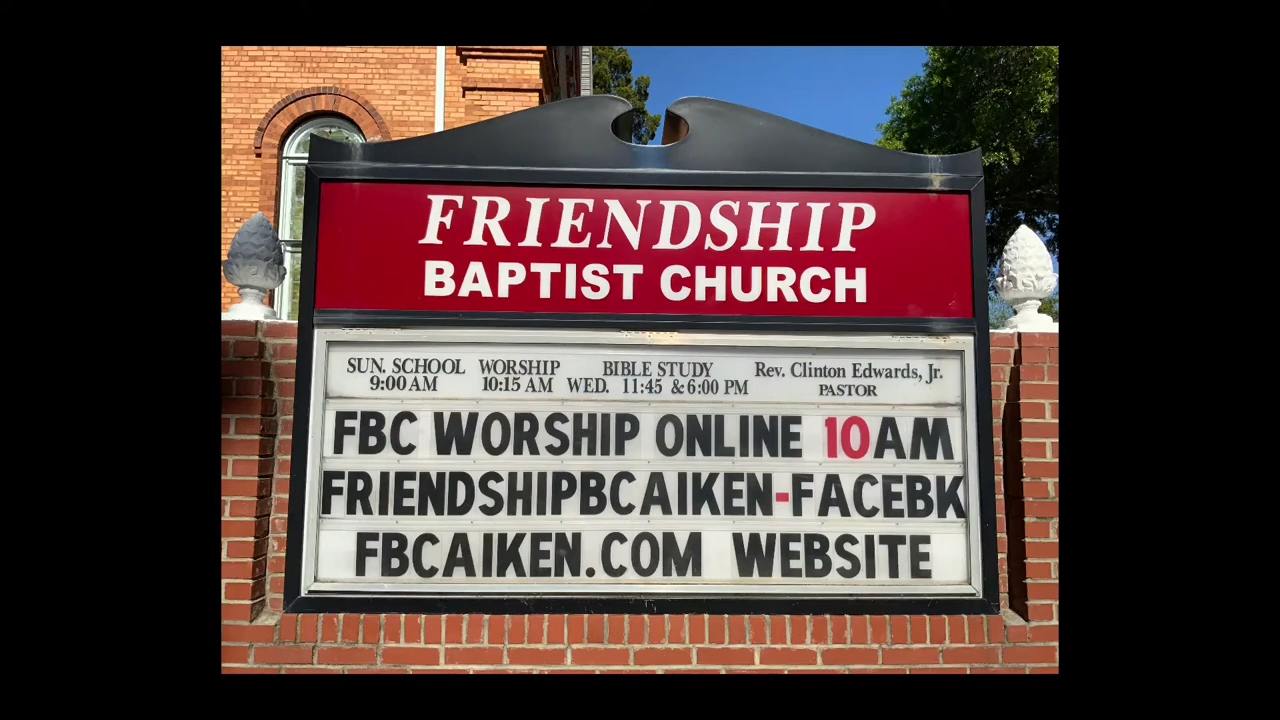 FRIENDSHIP
BAPTIST CHURCH
SUN. SCHOOL WORSHIP BIBLE STUDY Rev. Clinton Edwards, Jr.
9:00 AM 10:15 AM WED. 11:45 & 6:00 PM PASTOR
FBC WORSHIP ONLINE 10AM
FRIENDSHIPBCAIKEN-FACEBK
FBCAIKEN.COM WEBSITE